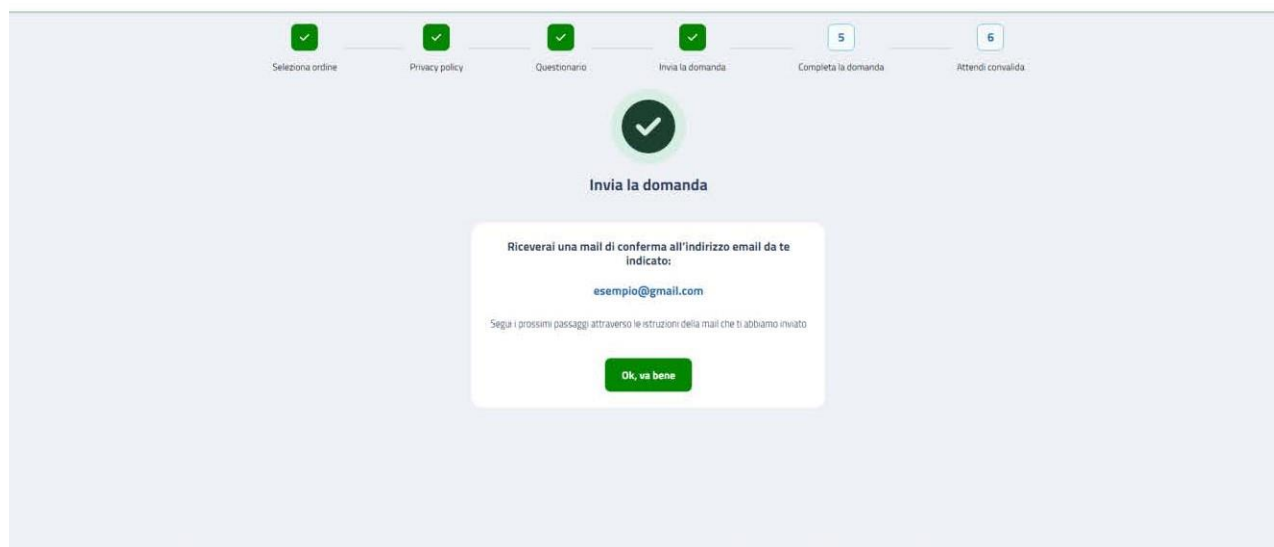 5
6
Seleziona ordine
Privacy policy
Questionario
Invia la domanda
Completa la domanda
Attendi convalida
Invia la domanda
Riceverai una mail di conferma all'indirizzo email da te
indicato:
esempio@gmail.com
Segui i prossimi passaggi attraverso le istruzioni della mail che ti abbiamo inviato
Ok, va bene